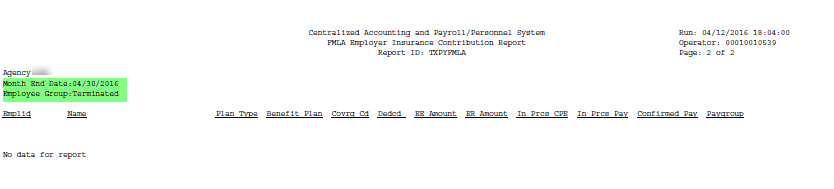 Centralized Accounting and Payroll/Personnel System Run: 04/12/2016 18:04:00
FMLA Employer Insurance Contribution Report Operator: 00010010539
Report ID: TXPYFMLA Page: 2 of 2
Agency
Month End Date:04/30/2016
Employee Group:Terminated
Emplid Name Plan Type Benefit Plan Covrg Cd Dedcd EE Amount ER Amount In Prcs CPE In Prcs Pay Confirmed Pay Paygroup
No data for report